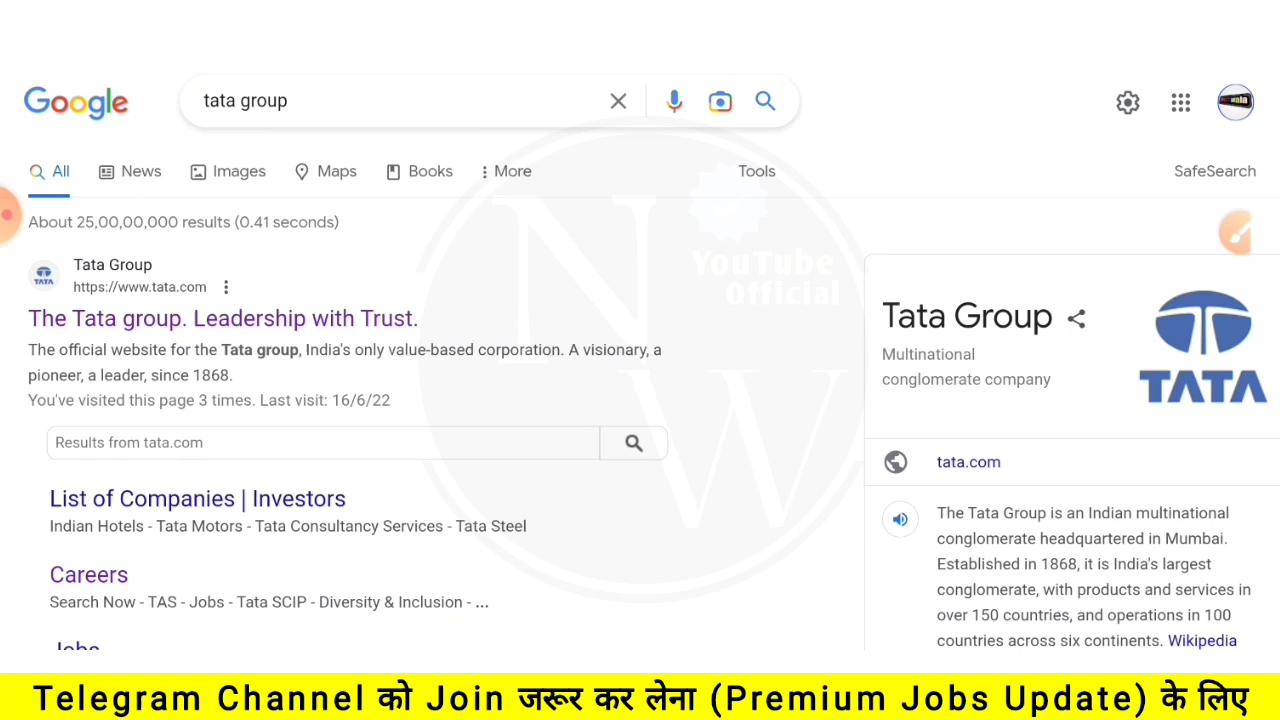 Google
tata group
All
News
Images
Maps
Books
More
Tools
SafeSearch
About 25,00,00,000 results (0.41 seconds)
Tata Group
https://www.tata.com
The Tata group. Leadership with Trust.
The official website for the Tata group, India's only value-based corporation. A visionary, a
pioneer, a leader, since 1868.
You've visited this page 3 times. Last visit: 16/6/22
Results from tata.com
List of Companies | Investors
Indian Hotels - Tata Motors - Tata Consultancy Services - Tata Steel
Careers
Search Now - TAS - Jobs - Tata SCIP - Diversity & Inclusion - ...
Jobs
NW
YouTube
Official
TATA
Tata Group
Multinational
conglomerate company
TATA
tata.com
The Tata Group is an Indian multinational
conglomerate headquartered in Mumbai.
Established in 1868, it is India's largest
conglomerate, with products and services in
over 150 countries, and operations in 100
countries across six continents. Wikipedia
Telegram Channel को Join जरूर कर लेना (Premium Jobs Update) के लिए